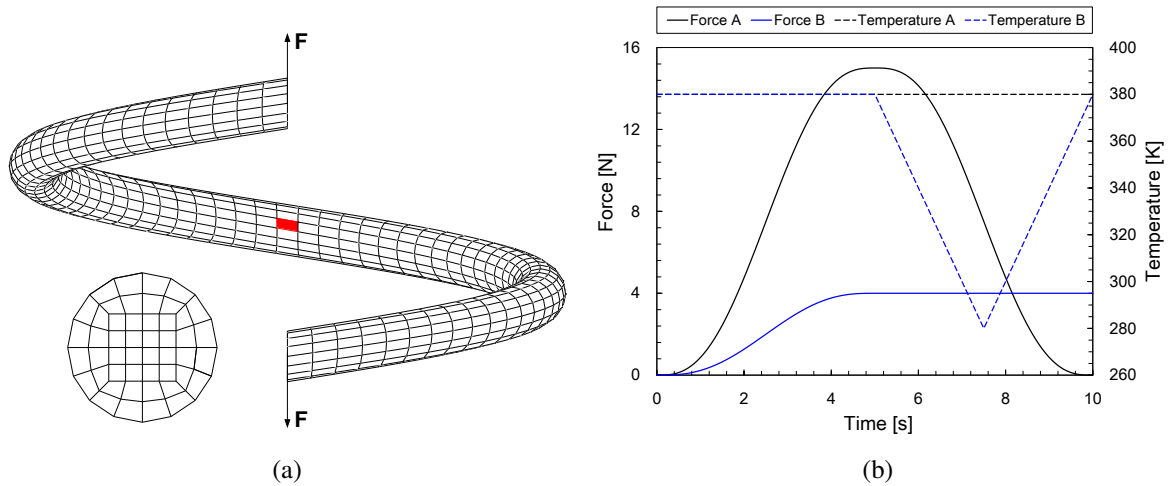 F
F
(a)
Force A Force B Temperature A Temperature B
16
12
8
4
0
Force [N]
400
380
360
340
320
300
280
260
Temperature [K]
0 2 4 6 8 10
Time [s]
(b)